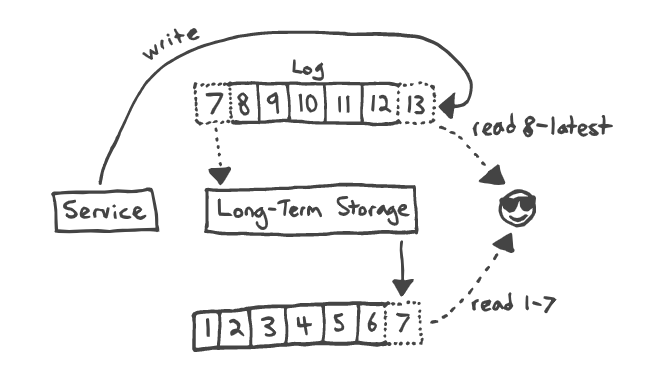 write
Log
7 8 9 10 11 12 13
read 8-latest
Service
Long-Term Storage
read 1-7
1 2 3 4 5 6 7